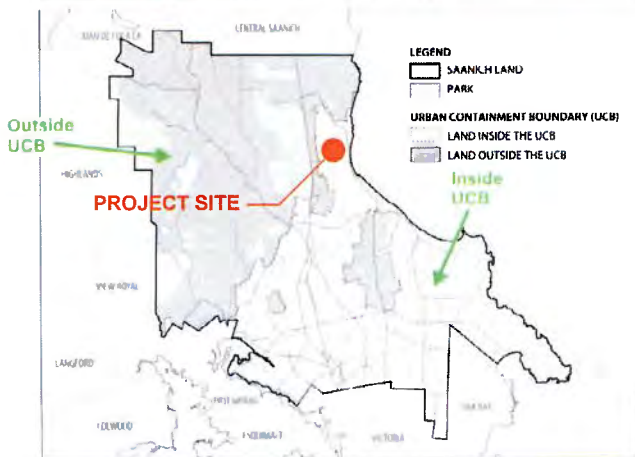 CENTRAL SAANICH
LEGEND
SAANICH LAND
PARK
URBAN CONTAINMENT BOUNDARY (UCB)
LAND INSIDE THE UCB
LAND OUTSIDE THE UCB
Outside
UCB
HIGHLANDS
PROJECT SITE
Inside
UCB
VIEW ROYAL
LANGFORD
ESQUIMALT
VICTORIA
OAK BAY